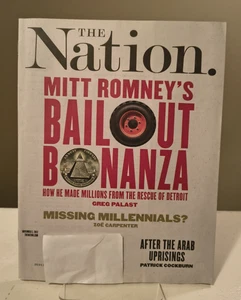 THE
Nation.
MITT ROMNEY'S
BAILOUT
BONANZA
HOW HE MADE MILLIONS FROM THE RESCUE OF DETROIT
GREG PALAST
MISSING MILLENNIALS?
ZOË CARPENTER
AFTER THE ARAB
UPRISINGS
PATRICK COCKBURN